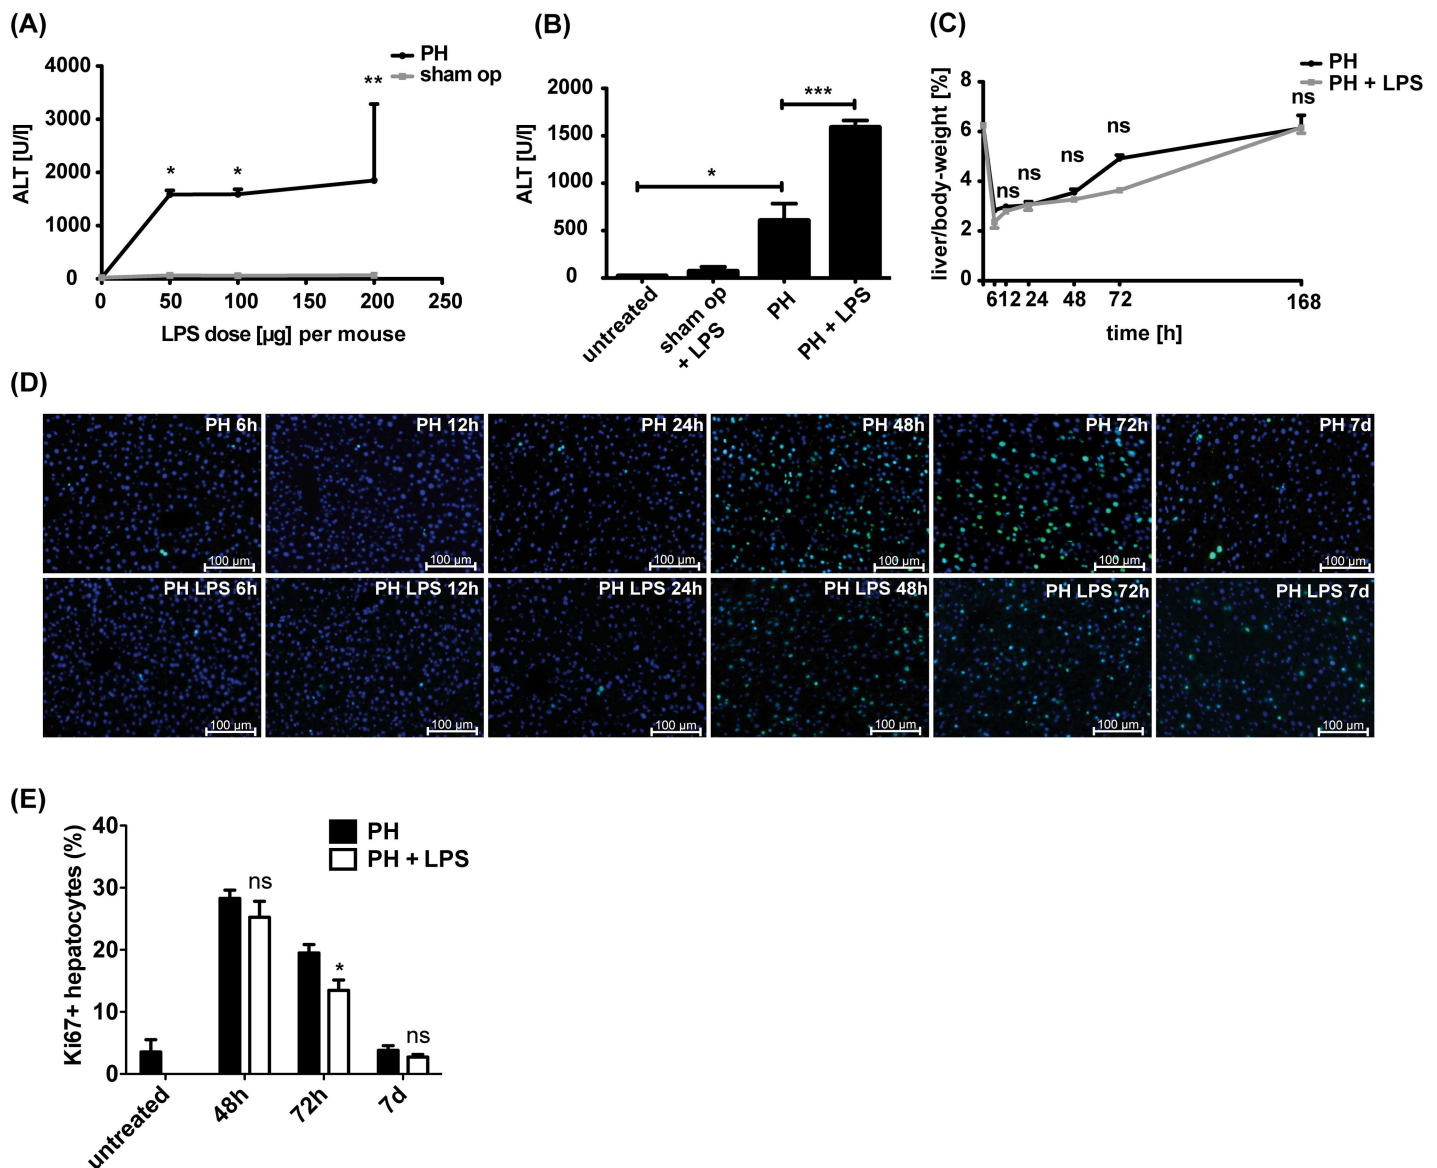 (A)
PH
sham op
4000
3000
2000
1000
0
ALT [U/l]
*
*
**
0
50
100
150
200
250
LPS dose [µg] per mouse
(B)
2000
1500
1000
500
0
ALT [U/l]
*
***
untreated
sham op
+ LPS
PH
PH + LPS
(C)
PH
PH + LPS
8
6
4
2
0
liver/body-weight [%]
ns
ns
ns
ns
ns
6
12
24
48
72
168
time [h]
(D)
PH 6h
100 µm
PH 12h
100 µm
PH 24h
100 µm
PH 48h
100 µm
PH 72h
100 µm
PH 7d
100 µm
PH LPS 6h
100 µm
PH LPS 12h
100 µm
PH LPS 24h
100 µm
PH LPS 48h
100 µm
PH LPS 72h
100 µm
PH LPS 7d
100 µm
(E)
PH
PH + LPS
40
30
20
10
0
Ki67+ hepatocytes (%)
ns
*
ns
untreated
48h
72h
7d